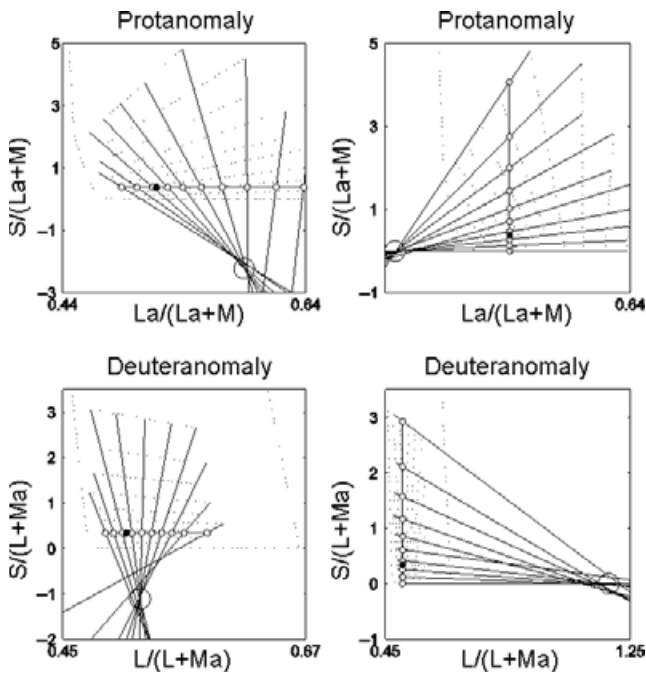 Protanomaly
Protanomaly
S/(La+M)
5
3
1
−1
−3
0.44
0.64
La/(La+M)
S/(La+M)
5
3
1
−1
0.64
La/(La+M)
Deuteranomaly
Deuteranomaly
S/(L+Ma)
3
2
1
0
−1
−2
0.45
0.67
L/(L+Ma)
S/(L+Ma)
3
2
1
0
−1
0.45
1.25
L/(L+Ma)